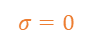 σ = 0